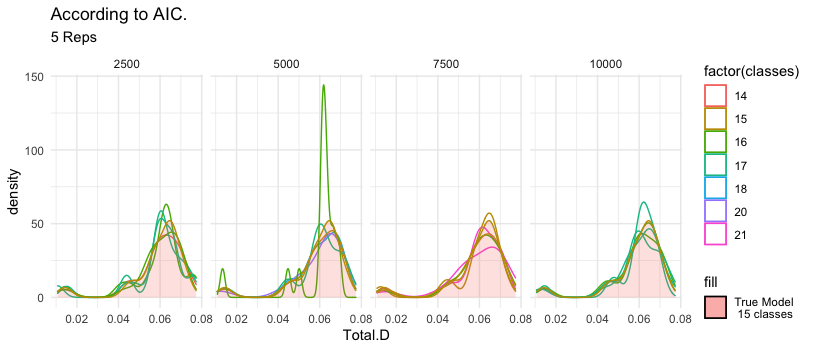 According to AIC.
5 Reps
2500 5000 7500 10000
150
100
50
0
density
0.02 0.04 0.06 0.08 0.02 0.04 0.06 0.08 0.02 0.04 0.06 0.08 0.02 0.04 0.06 0.08
Total.D
factor(classes)
14
15
16
17
18
20
21
fill
True Model
15 classes